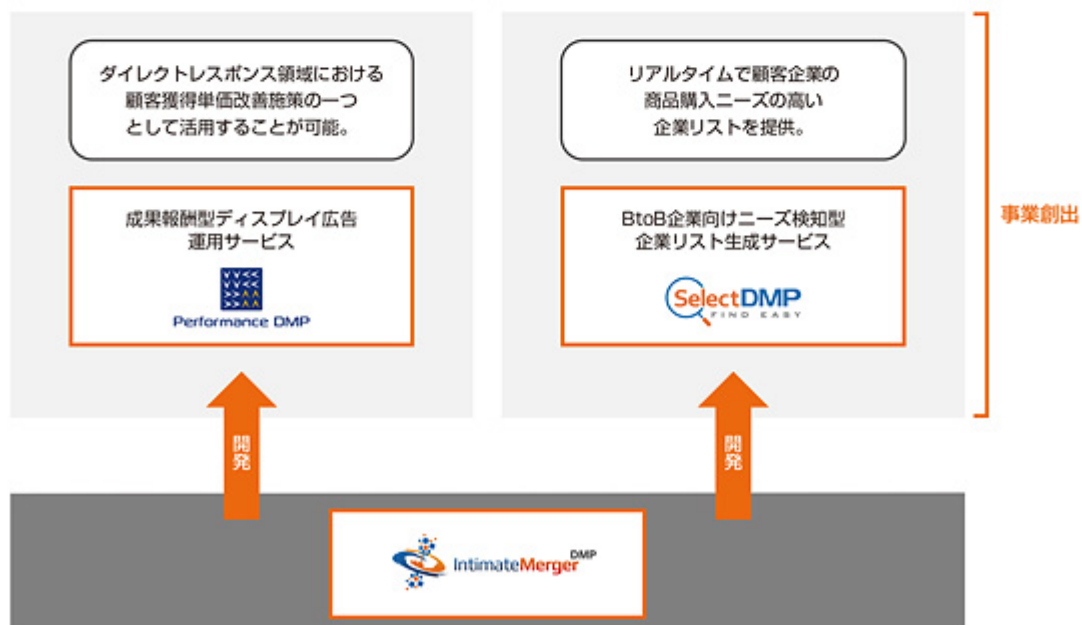 ダイレクトレスポンス領域における
顧客獲得単価改善施策の一つ
として活用することが可能。
成果報酬型ディスプレイ広告
運用サービス
Performance DMP
開発
リアルタイムで顧客企業の
商品購入ニーズの高い
企業リストを提供。
BtoB企業向けニーズ検知型
企業リスト生成サービス
SelectDMP
FIND EASY
開発
事業創出
IntimateMerger DMP